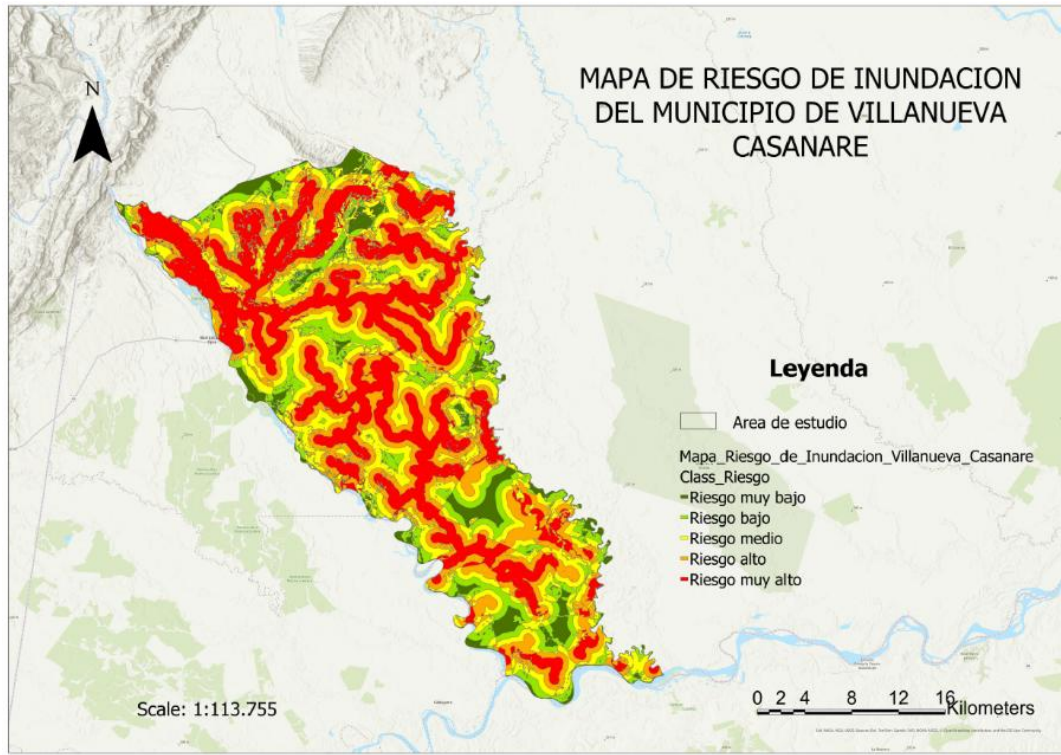 MAPA DE RIESGO DE INUNDACION
DEL MUNICIPIO DE VILLANUEVA
CASANARE
N
Leyenda
Area de estudio
Mapa_Riesgo_de_Inundacion_Villanueva_Casanare
Class_Riesgo
Riesgo muy bajo
Riesgo bajo
Riesgo medio
Riesgo alto
Riesgo muy alto
Scale: 1:113.755
0 2 4 8 12 16
Kilometers